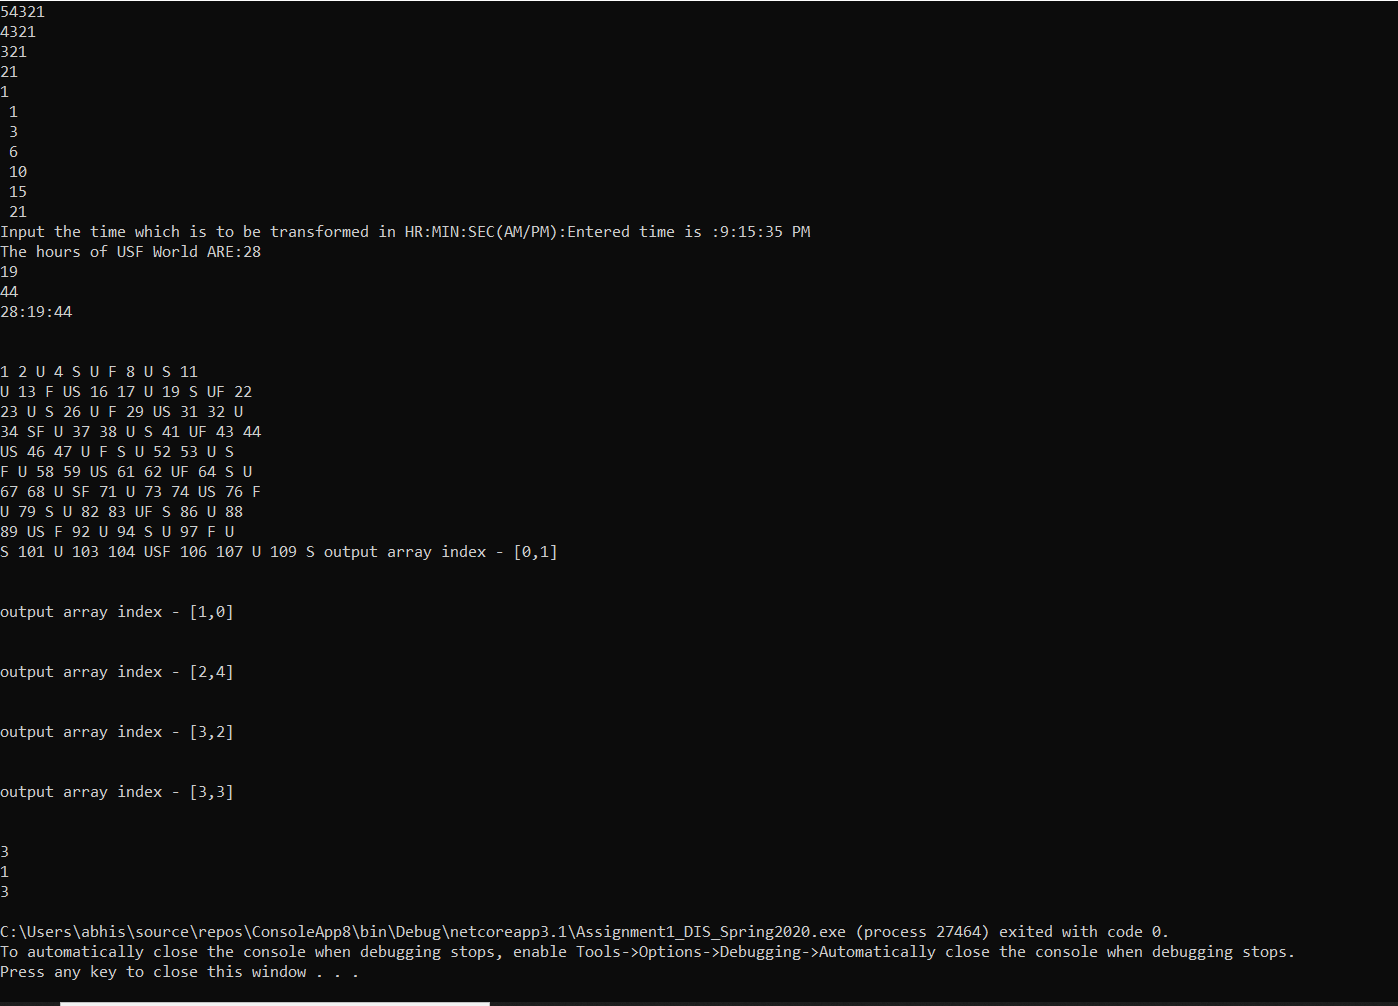 54321
4321
321
21
1
1
3
6
10
15
21
Input the time which is to be transformed in HR:MIN:SEC(AM/PM):Entered time is :9:15:35 PM
The hours of USF World ARE:28
19
44
28:19:44
1 2 U 4 S U F 8 U S 11
U 13 F US 16 17 U 19 S UF 22
23 U S 26 U F 29 US 31 32 U
34 SF U 37 38 U S 41 UF 43 44
US 46 47 U F S U 52 53 U S
F U 58 59 US 61 62 UF 64 S U
67 68 U SF 71 U 73 74 US 76 F
U 79 S U 82 83 UF S 86 U 88
89 US F 92 U 94 S U 97 F U
S 101 U 103 104 USF 106 107 U 109 S output array index - [0,1]
output array index - [1,0]
output array index - [2,4]
output array index - [3,2]
output array index - [3,3]
3
1
3
C:\Users\abhis\source\repos\ConsoleApp8\bin\Debug\netcoreapp3.1\Assignment1_DIS_Spring2020.exe (process 27464) exited with code 0.
To automatically close the console when debugging stops, enable Tools->Options->Debugging->Automatically close the console when debugging stops.
Press any key to close this window . . .